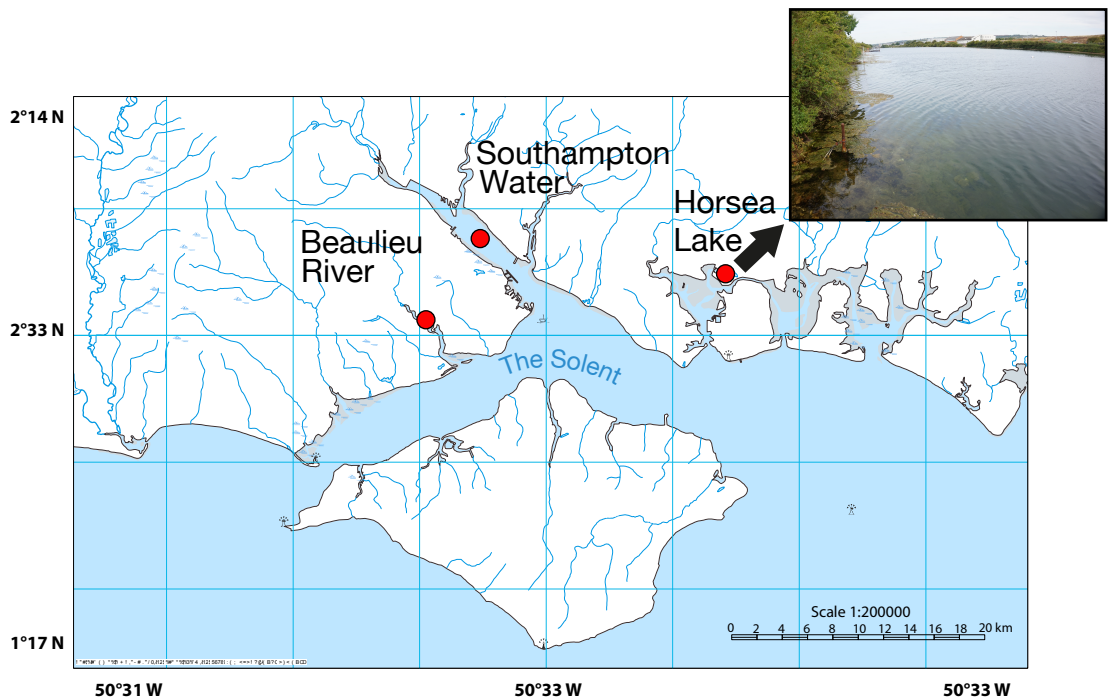 2°14 N
Southampton
Water
Horsea
Lake
Beaulieu
River
2°33 N
The Solent
Scale 1:200000
0 2 4 6 8 10 12 14 16 18 20 km
1°17 N
50°31 W
50°33 W
50°33 W